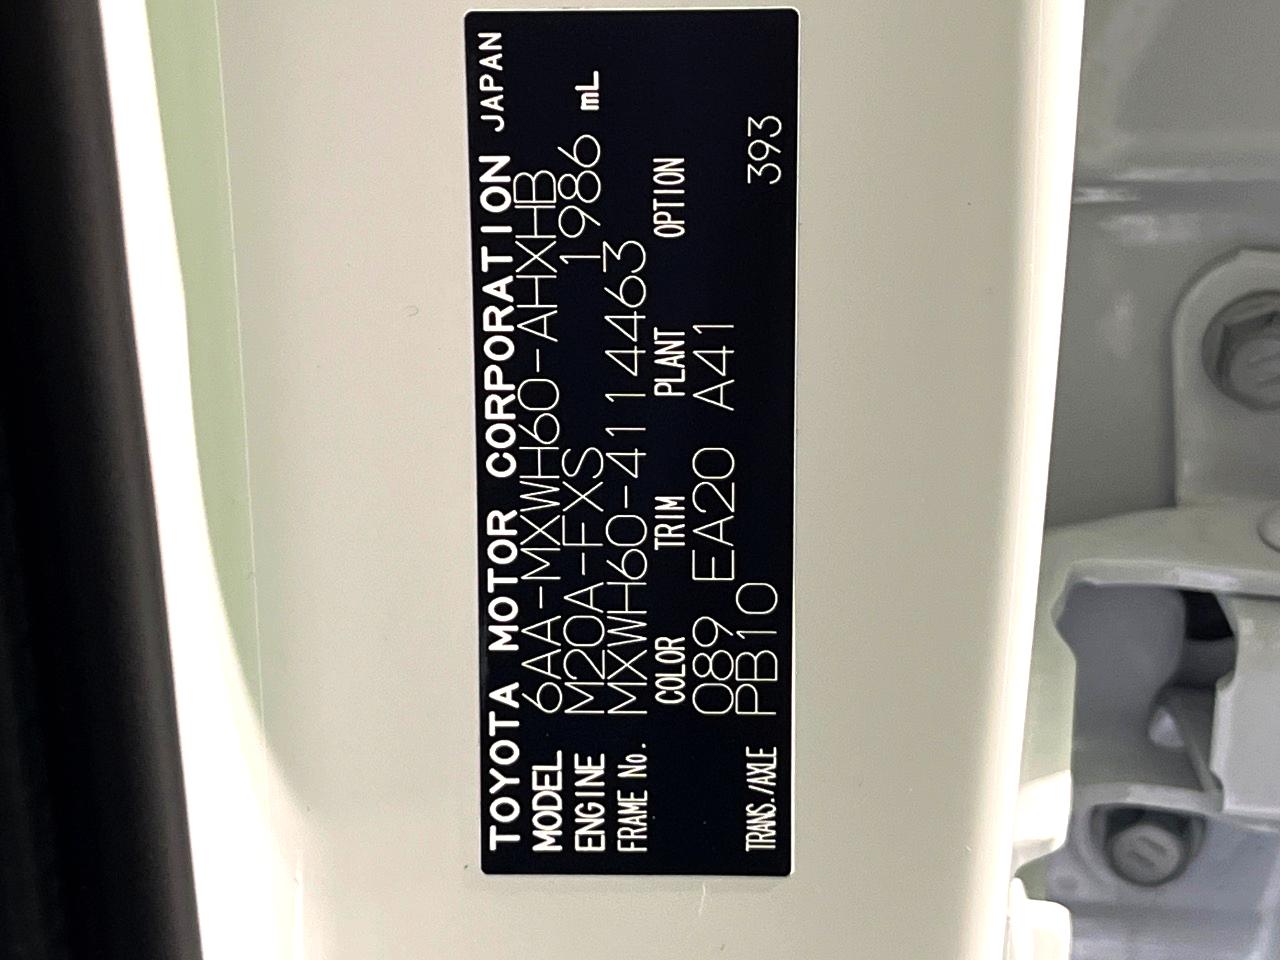 TOYOTA MOTOR CORPORATION JAPAN
MODEL 6AA-MXWH60-AHXHB
ENGINE M20A-FXS 1986 mL
FRAME No. MXWH60-4114463
COLOR TRIM PLANT OPTION
089 EA20 A41
TRANS./AXLE PB10 393